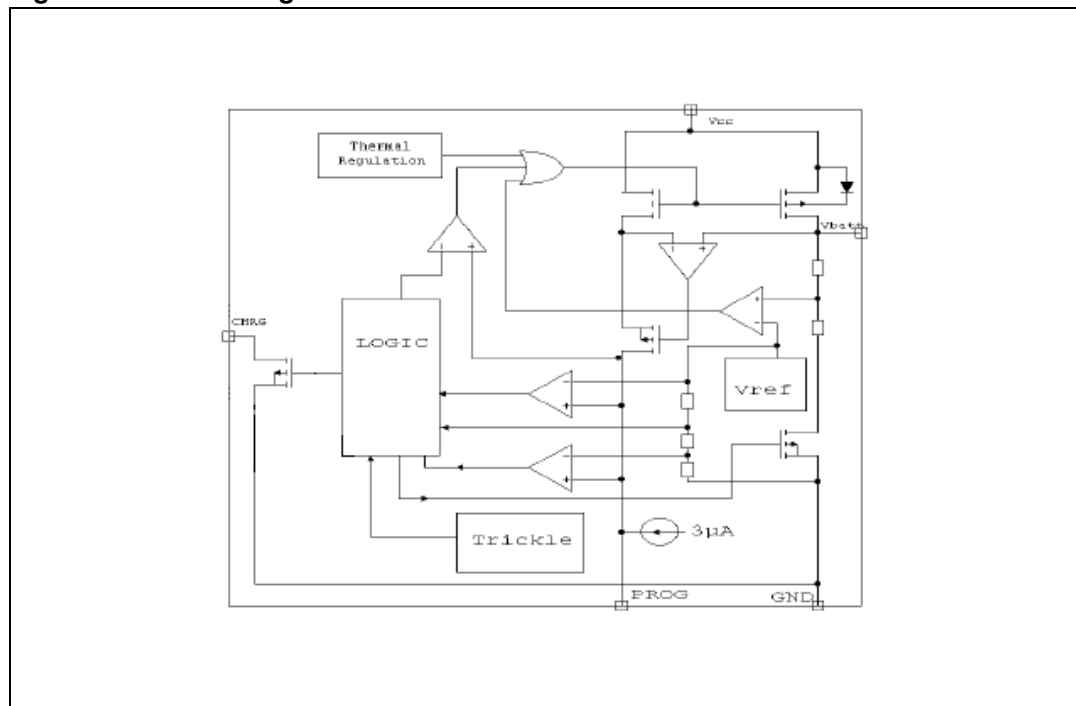 Vcc
Thermal
Regulation
Vbatt
CHRG
LOGIC
vref
3µA
Trickle
PROG
GND